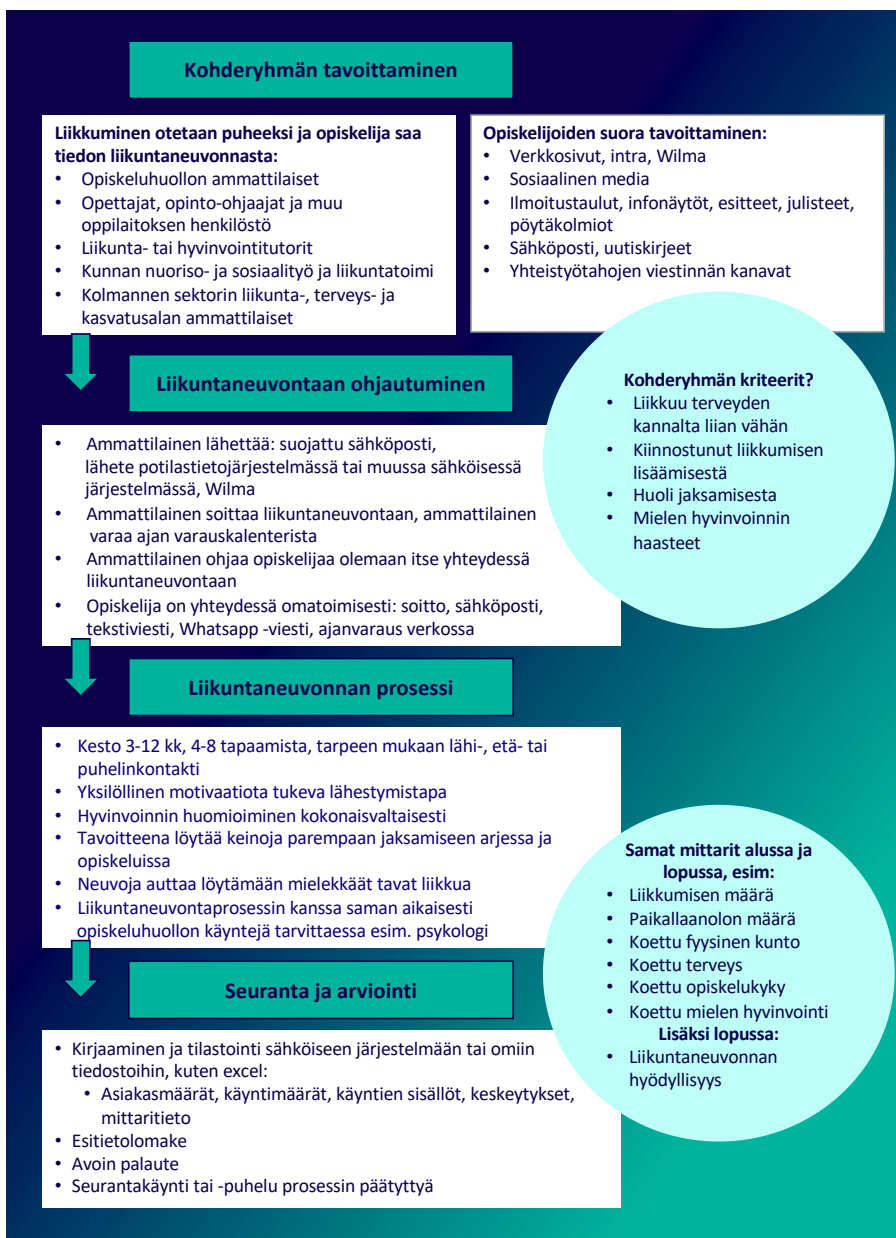 Kohderyhmän tavoittaminen
Liikkuminen otetaan puheeksi ja opiskelija saa
tiedon liikuntaneuvonnasta:
• Opiskeluhuollon ammattilaiset
• Opettajat, opinto-ohjaajat ja muu
oppilaitoksen henkilöstö
• Liikunta- tai hyvinvointitutorit
• Kunnan nuoriso- ja sosiaalityö ja liikuntatoimi
• Kolmannen sektorin liikunta-, terveys- ja
kasvatusalan ammattilaiset
Opiskelijoiden suora tavoittaminen:
• Verkkosivut, intra, Wilma
• Sosiaalinen media
• Ilmoitustaulut, infonäytöt, esitteet, julisteet,
pöytäkolmiot
• Sähköposti, uutiskirjeet
• Yhteistyötahojen viestinnän kanavat
Liikuntaneuvontaan ohjautuminen
• Ammattilainen lähettää: suojattu sähköposti,
lähete potilastietojärjestelmässä tai muussa sähköisessä
järjestelmässä, Wilma
• Ammattilainen soittaa liikuntaneuvontaan, ammattilainen
varaa ajan varauskalenterista
• Ammattilainen ohjaa opiskelijaa olemaan itse yhteydessä
liikuntaneuvontaan
• Opiskelija on yhteydessä omatoimisesti: soitto, sähköposti,
tekstiviesti, Whatsapp -viesti, ajanvaraus verkossa
Kohderyhmän kriteerit?
• Liikkuu terveyden
kannalta liian vähän
• Kiinnostunut liikkumisen
lisäämisestä
• Huoli jaksamisesta
• Mielen hyvinvoinnin
haasteet
Liikuntaneuvonnan prosessi
• Kesto 3-12 kk, 4-8 tapaamista, tarpeen mukaan lähi-, etä- tai
puhelinkontakti
• Yksilöllinen motivaatiota tukeva lähestymistapa
• Hyvinvoinnin huomioiminen kokonaisvaltaisesti
• Tavoitteena löytää keinoja parempaan jaksamiseen arjessa ja
opiskeluissa
• Neuvoja auttaa löytämään mielekkäät tavat liikkua
• Liikuntaneuvontaprosessin kanssa saman aikaisesti
opiskeluhuollon käyntejä tarvittaessa esim. psykologi
Samat mittarit alussa ja
lopussa, esim:
• Liikkumisen määrä
• Paikallaanolon määrä
• Koettu fyysinen kunto
• Koettu terveys
• Koettu opiskelukyky
• Koettu mielen hyvinvointi
Lisäksi lopussa:
• Liikuntaneuvonnan
hyödyllisyys
Seuranta ja arviointi
• Kirjaaminen ja tilastointi sähköiseen järjestelmään tai omiin
tiedostoihin, kuten excel:
• Asiakasmäärät, käyntimäärät, käyntien sisällöt, keskeytykset,
mittaritieto
• Esitietolomake
• Avoin palaute
• Seurantakäynti tai -puhelu prosessin päätyttyä